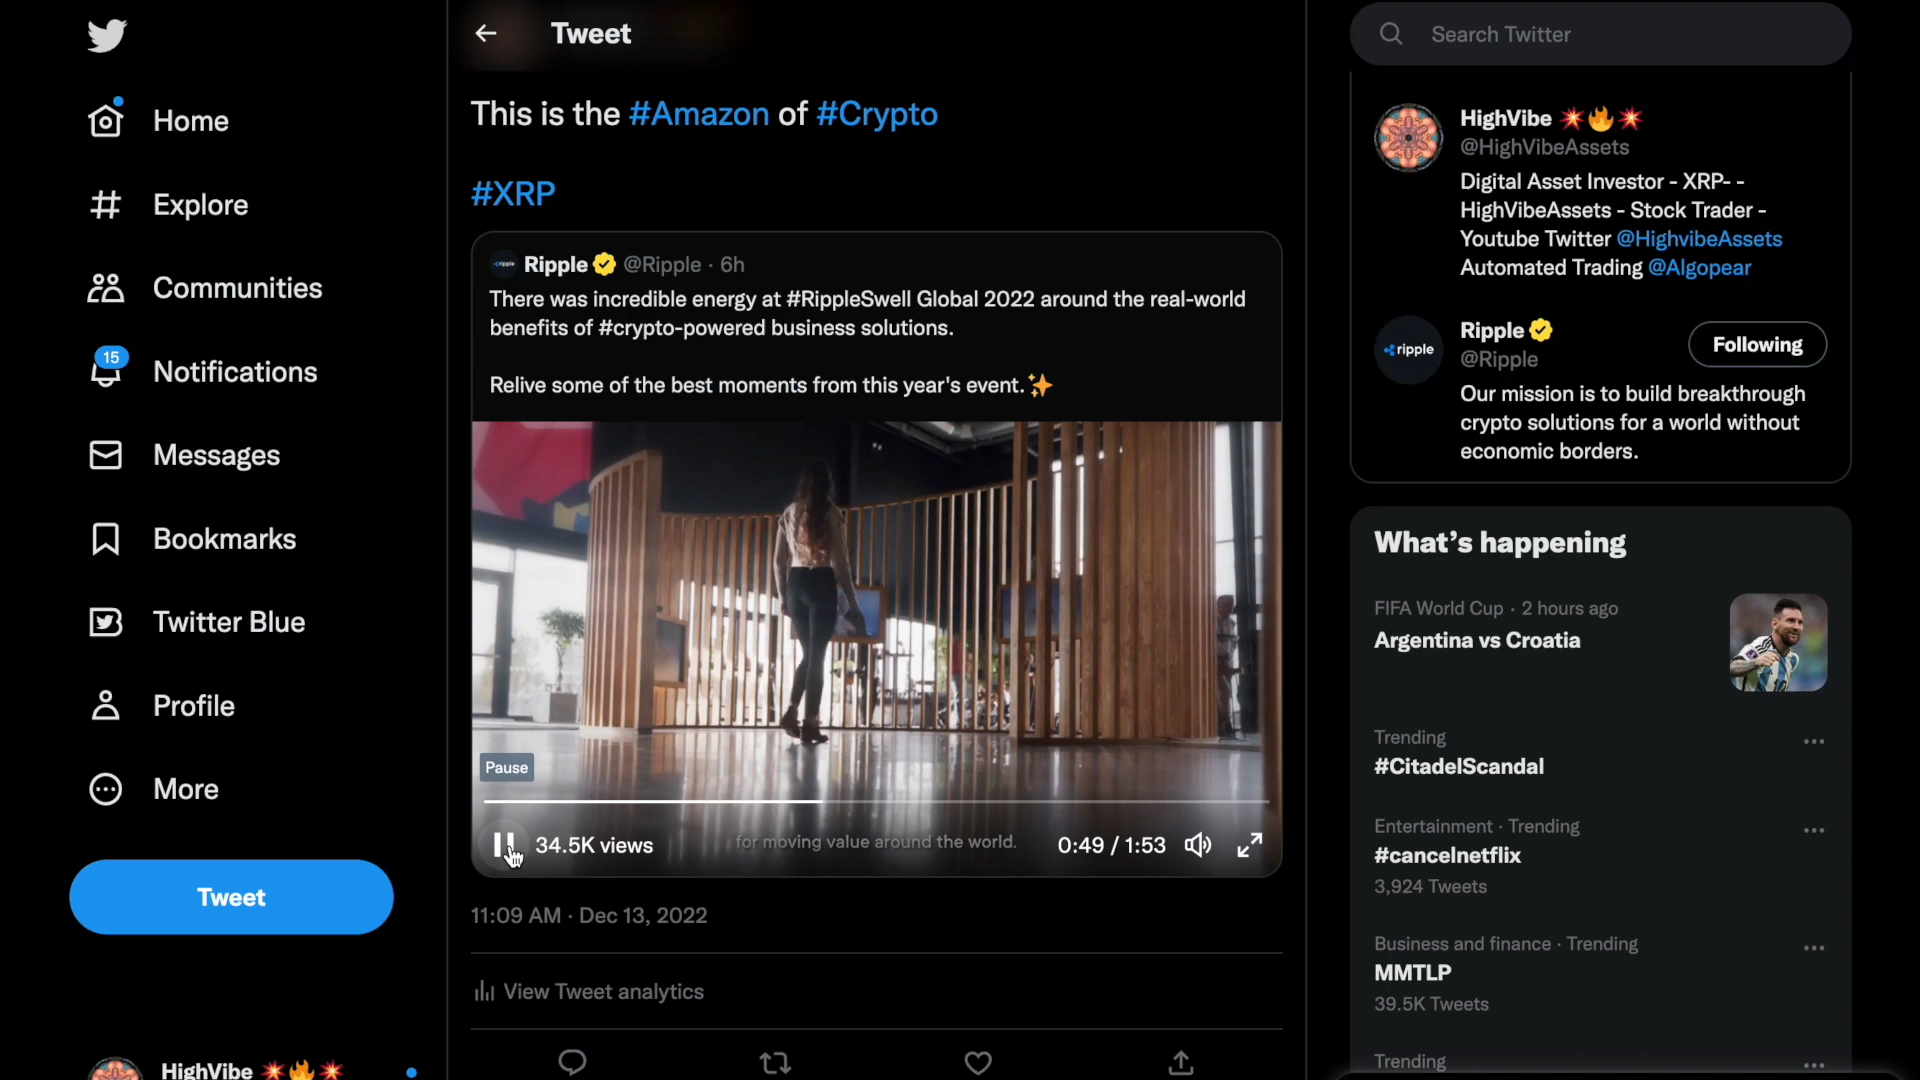 Home
Explore
Communities
15
Notifications
Messages
Bookmarks
Twitter Blue
Profile
More
Tweet
HighVibe
Tweet
This is the #Amazon of #Crypto
#XRP
ripple
Ripple @Ripple · 6h
There was incredible energy at #RippleSwell Global 2022 around the real-world
benefits of #crypto-powered business solutions.
Relive some of the best moments from this year's event.
Pause
34.5K views
for moving value around the world.
0:49 / 1:53
11:09 AM · Dec 13, 2022
View Tweet analytics
Search Twitter
HighVibe
@HighVibeAssets
Digital Asset Investor - XRP- -
HighVibeAssets - Stock Trader -
Youtube Twitter @HighvibeAssets
Automated Trading @Algopear
ripple
Ripple
@Ripple
Following
Our mission is to build breakthrough
crypto solutions for a world without
economic borders.
What's happening
FIFA World Cup · 2 hours ago
Argentina vs Croatia
Trending
#CitadelScandal
Entertainment · Trending
#cancelnetflix
3,924 Tweets
Business and finance · Trending
MMTLP
39.5K Tweets
Trending